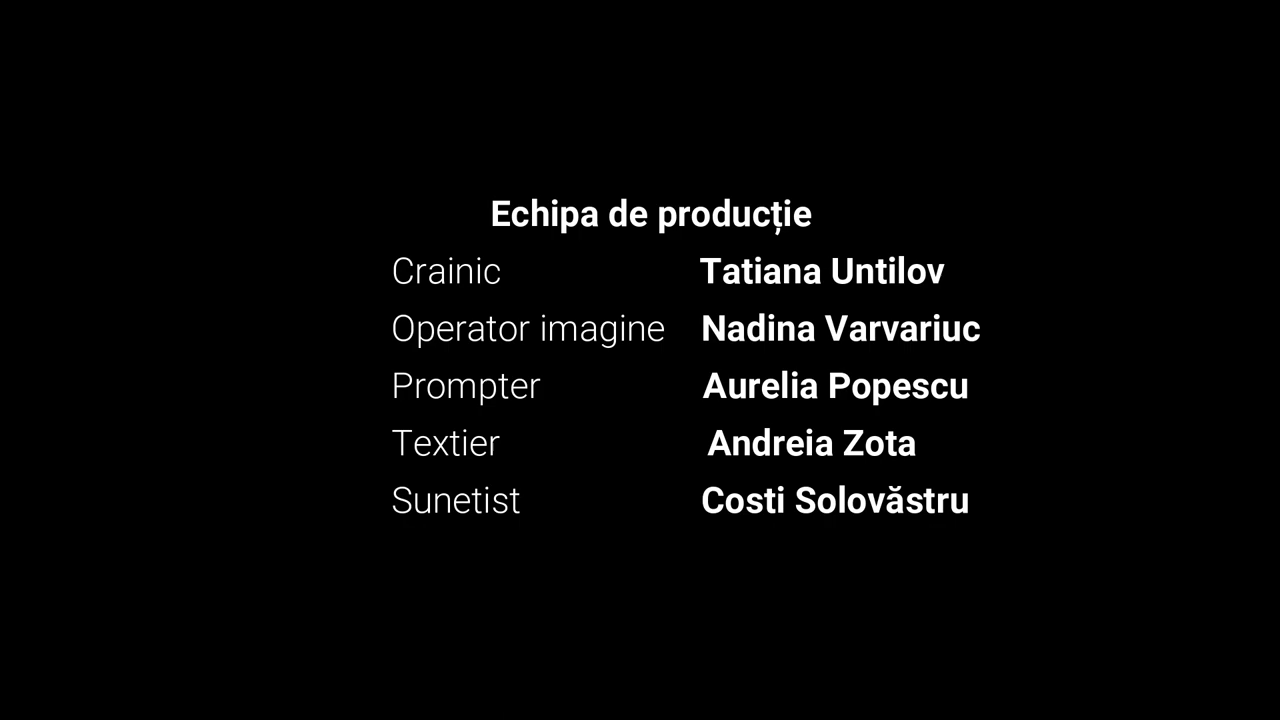 Echipa de producție
Crainic Tatiana Untilov
Operator imagine Nadina Varvariuc
Prompter Aurelia Popescu
Textier Andreia Zota
Sunetist Costi Solovăstru